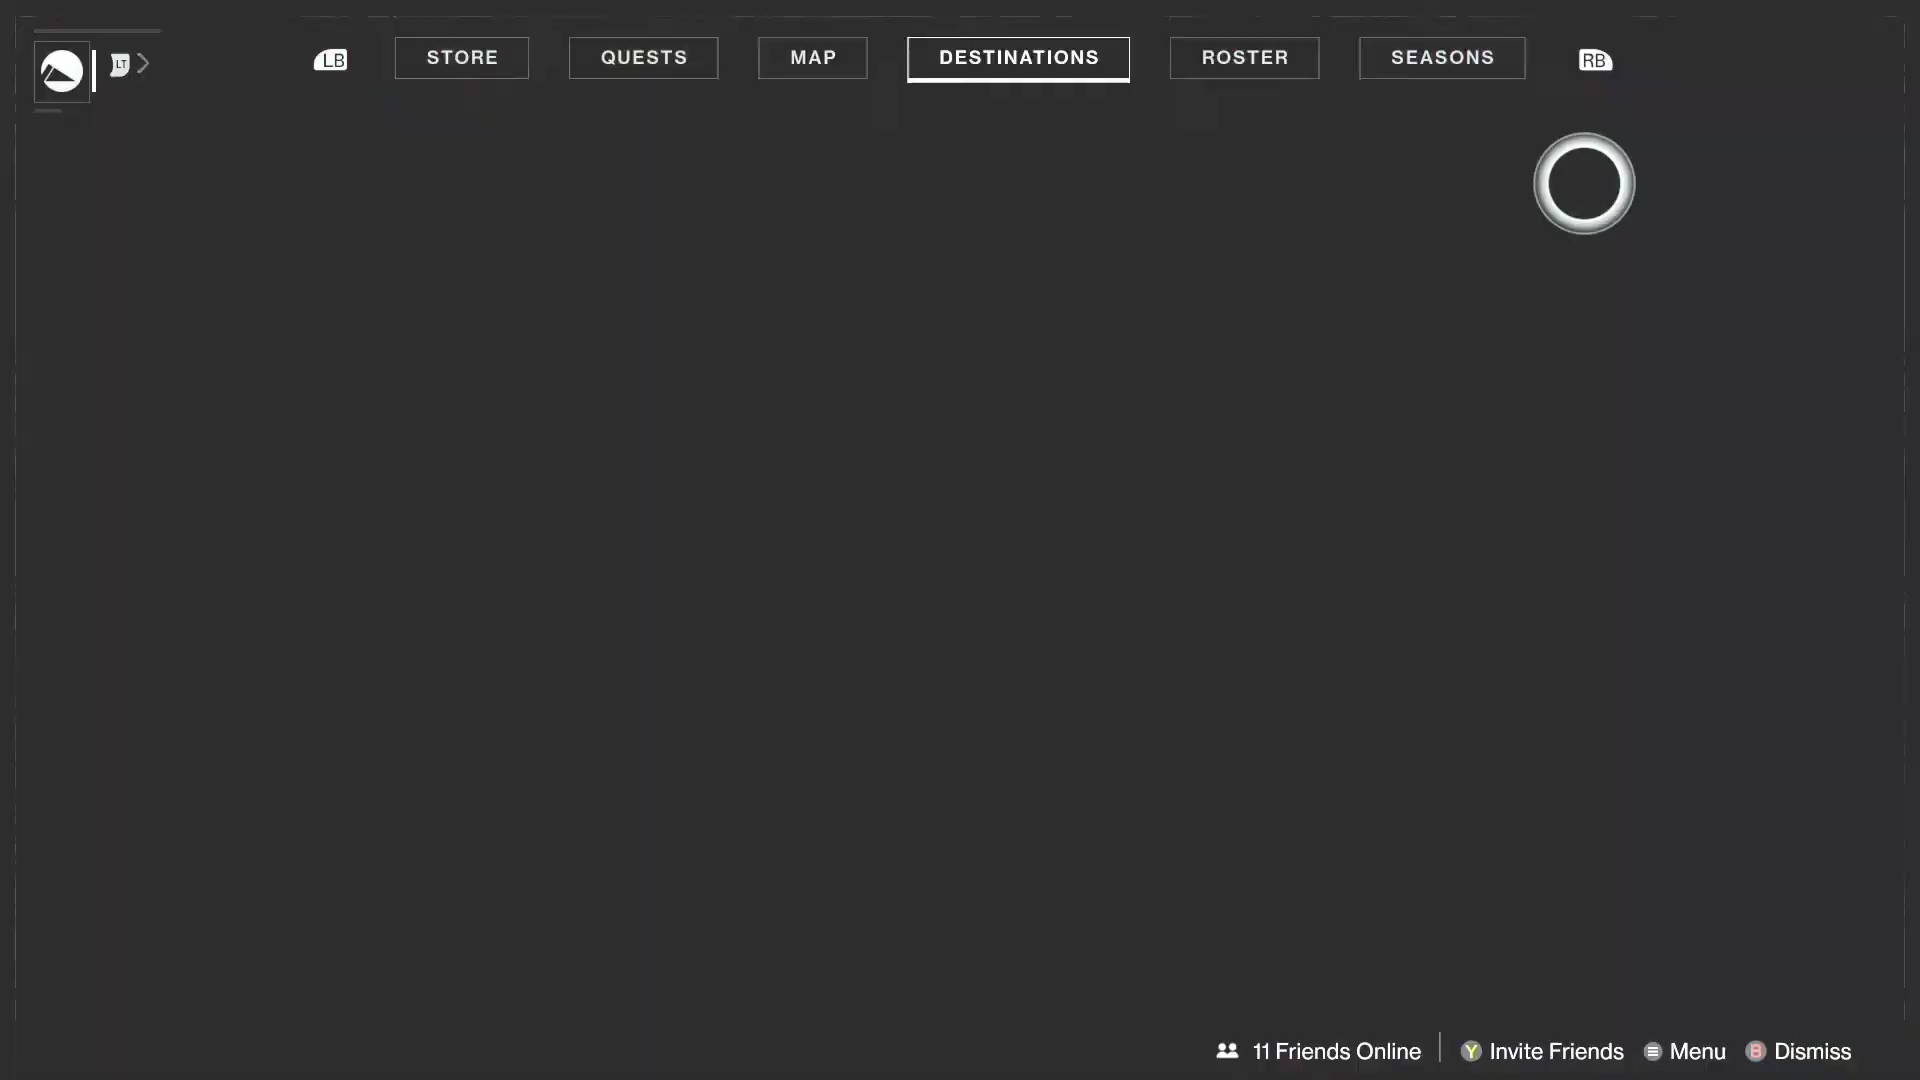 LT
LB
STORE
QUESTS
MAP
DESTINATIONS
ROSTER
SEASONS
RB
11 Friends Online
Y Invite Friends
Menu
B Dismiss